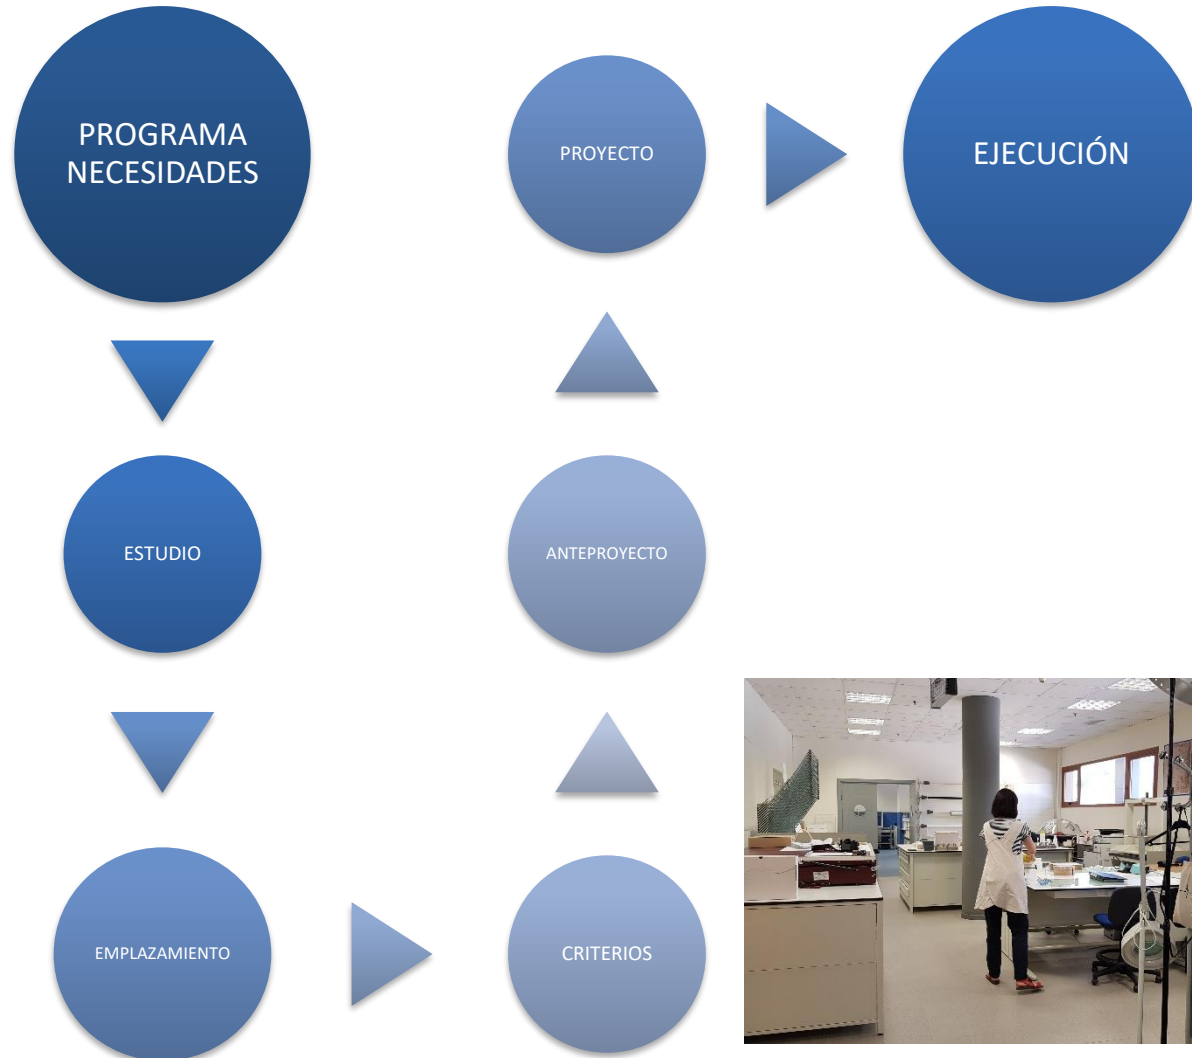 PROGRAMA
NECESIDADES
ESTUDIO
EMPLAZAMIENTO
CRITERIOS
ANTEPROYECTO
PROYECTO
EJECUCIÓN